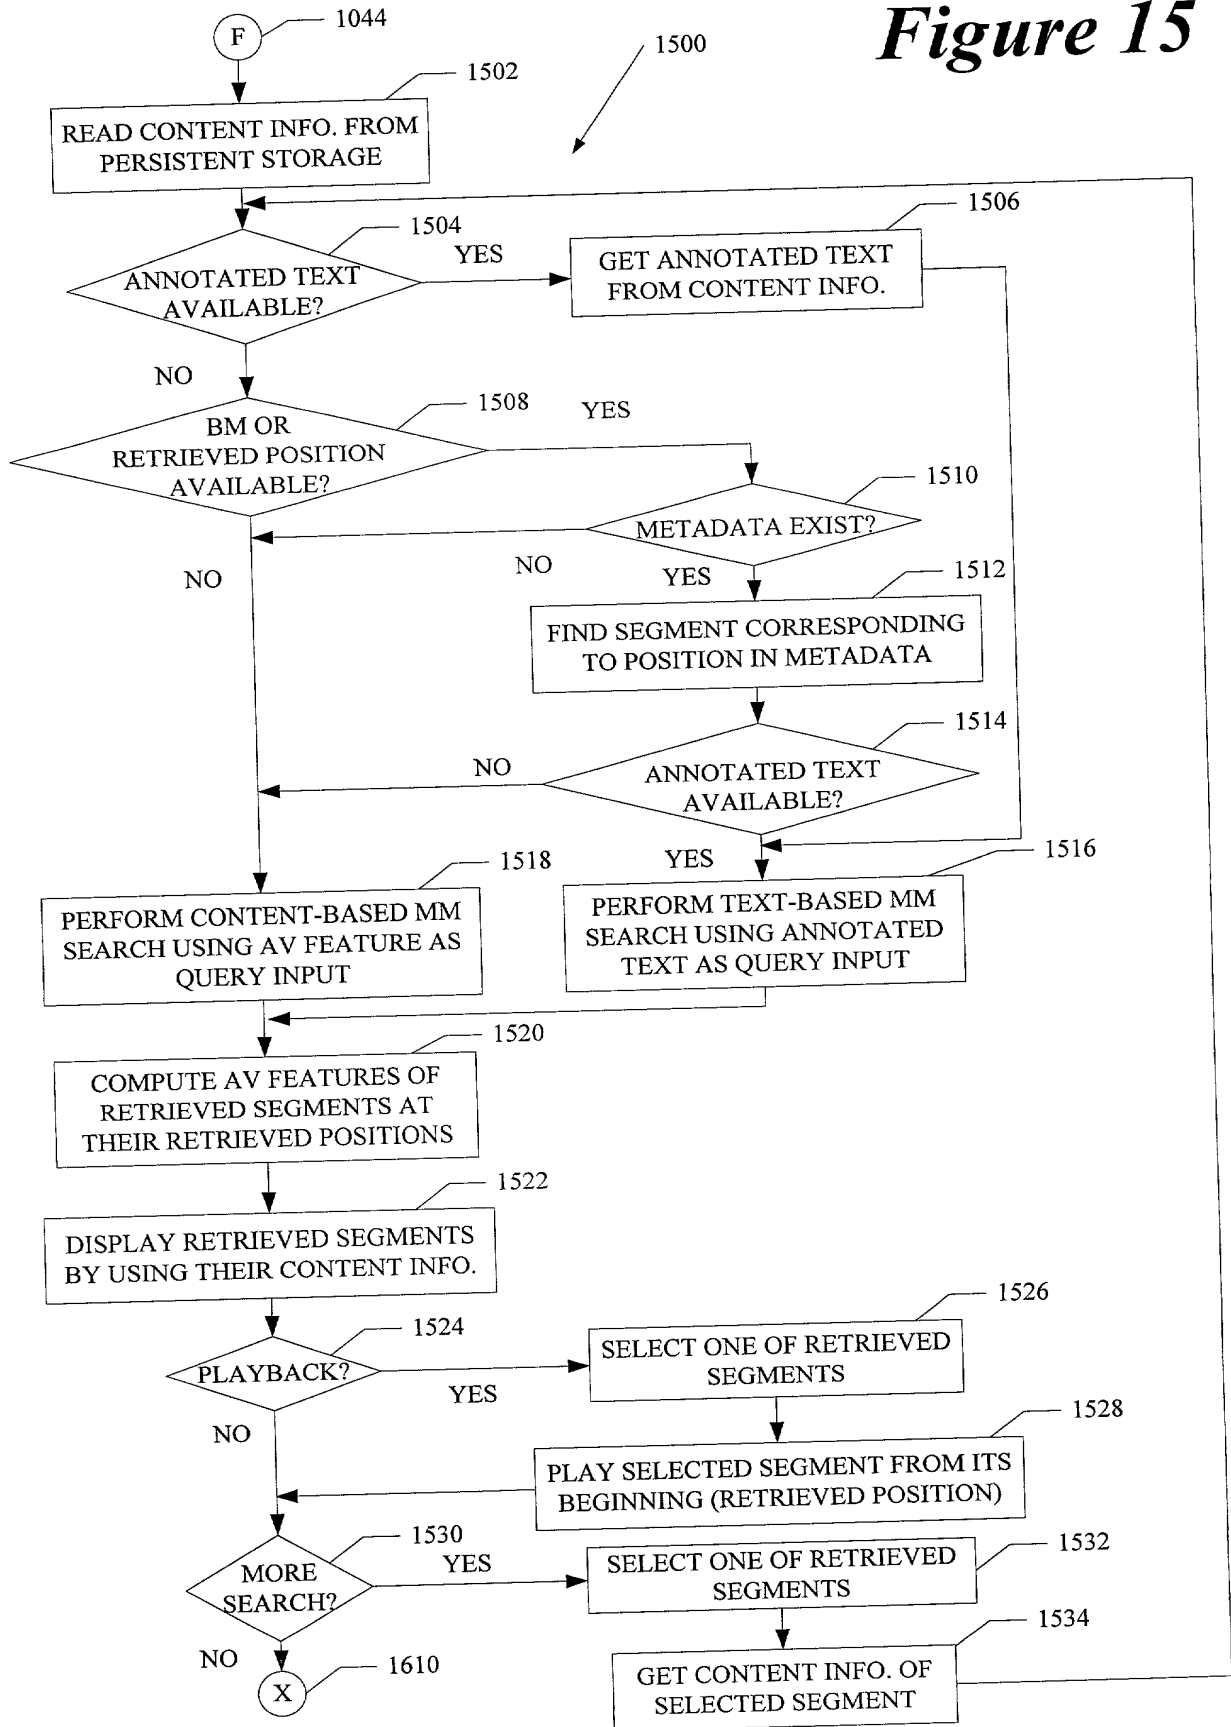 Figure 15
F
1044
1500
1502
READ CONTENT INFO. FROM
PERSISTENT STORAGE
1504
ANNOTATED TEXT
AVAILABLE?
YES
1506
GET ANNOTATED TEXT
FROM CONTENT INFO.
NO
1508
BM OR
RETRIEVED POSITION
AVAILABLE?
YES
1510
METADATA EXIST?
NO
NO
YES
1512
FIND SEGMENT CORRESPONDING
TO POSITION IN METADATA
1514
ANNOTATED TEXT
AVAILABLE?
NO
YES
1516
PERFORM TEXT-BASED MM
SEARCH USING ANNOTATED
TEXT AS QUERY INPUT
1518
PERFORM CONTENT-BASED MM
SEARCH USING AV FEATURE AS
QUERY INPUT
1520
COMPUTE AV FEATURES OF
RETRIEVED SEGMENTS AT
THEIR RETRIEVED POSITIONS
1522
DISPLAY RETRIEVED SEGMENTS
BY USING THEIR CONTENT INFO.
1524
PLAYBACK?
YES
1526
SELECT ONE OF RETRIEVED
SEGMENTS
NO
1528
PLAY SELECTED SEGMENT FROM ITS
BEGINNING (RETRIEVED POSITION)
1530
MORE
SEARCH?
YES
1532
SELECT ONE OF RETRIEVED
SEGMENTS
1534
GET CONTENT INFO. OF
SELECTED SEGMENT
NO
X
1610